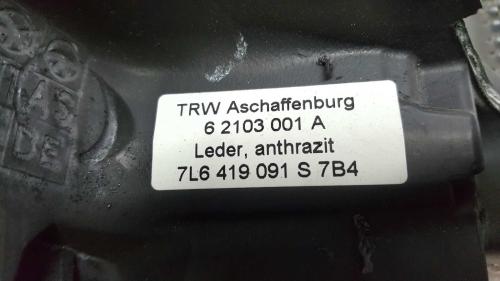 TRW Aschaffenburg
6 2103 001 A
Leder, anthrazit
7L6 419 091 S 7B4